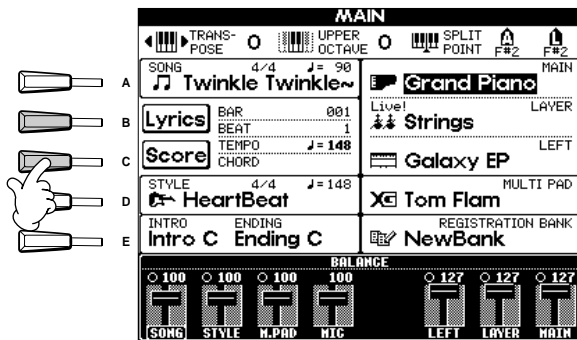 MAIN
TRANS-POSE 0 UPPER OCTAVE 0 SPLIT POINT A F#2 L F#2
SONG 4/4 ♩= 90
Twinkle Twinkle~
MAIN
Grand Piano
A
Lyrics BAR 001
BEAT 1
Live! LAYER
Strings
B
Score TEMPO ♩=148
CHORD
LEFT
Galaxy EP
C
STYLE 4/4 ♩=148
HeartBeat
MULTI PAD
Tom Flam
D
INTRO ENDING
Intro C Ending C
REGISTRATION BANK
NewBank
E
BALANCE
100 100 100 100 127 127 127
SONG STYLE M.PAD MIC LEFT LAYER MAIN